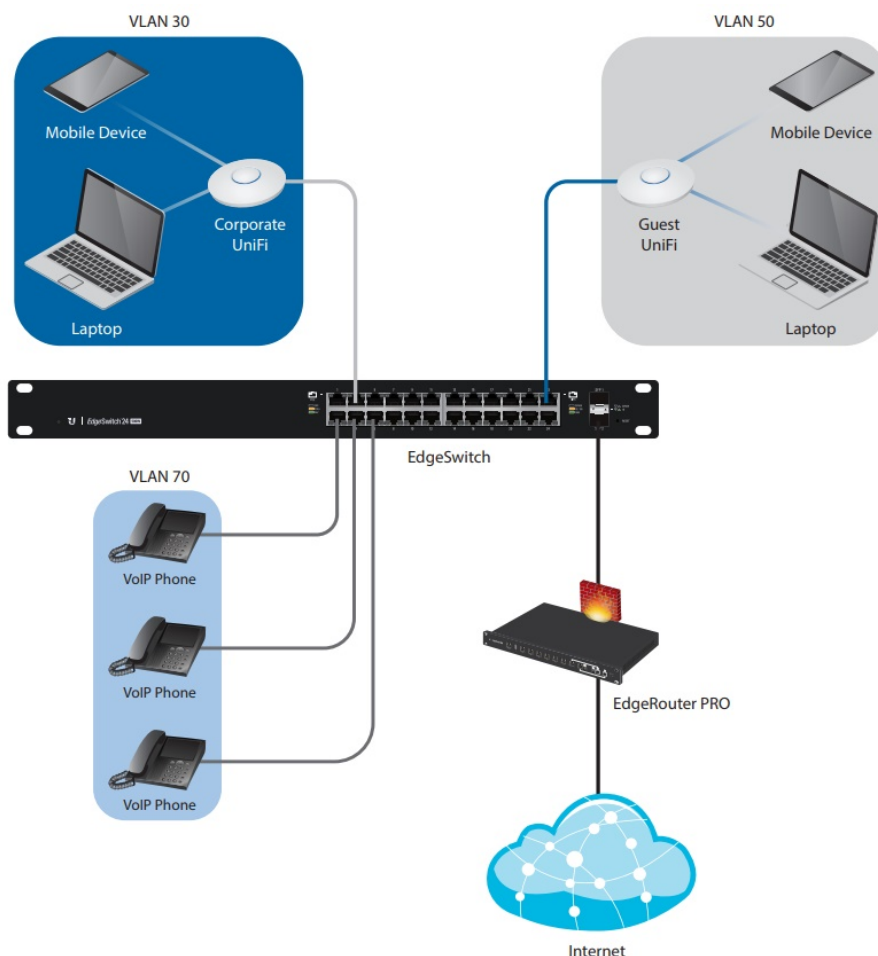 VLAN 30
VLAN 50
Mobile Device
Mobile Device
Corporate
UniFi
Guest
UniFi
Laptop
Laptop
EdgeSwitch 24
EdgeSwitch
VLAN 70
VoIP Phone
VoIP Phone
VoIP Phone
EdgeRouter PRO
Internet